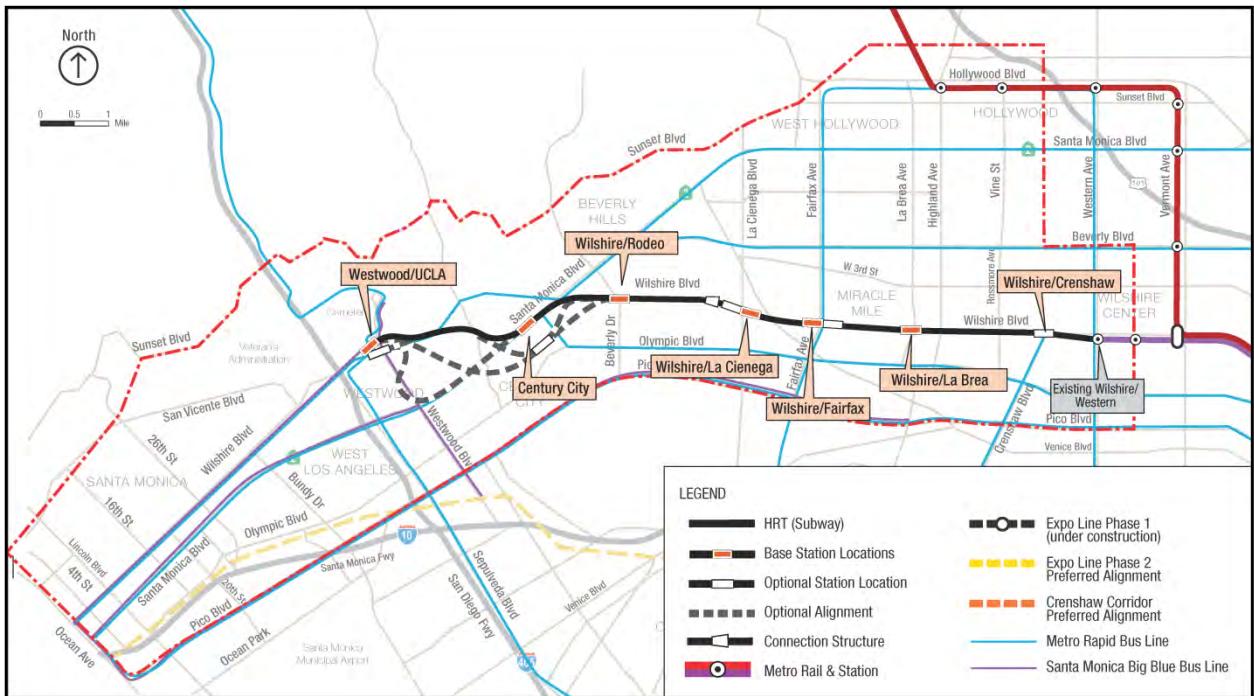 North
0 0.5 1
Mile
Hollywood Blvd
Sunset Blvd
HOLLYWOOD
WEST HOLLYWOOD
Santa Monica Blvd
Sunset Blvd
La Cienega Blvd
Fairfax Ave
La Brea Ave
Highland Ave
Vine St
Western Ave
Vermont Ave
101
2
BEVERLY HILLS
Beverly Blvd
Wilshire/Rodeo
W 3rd St
Rossmore Ave
Westwood/UCLA
Santa Monica Blvd
Wilshire Blvd
MIRACLE MILE
Wilshire/Crenshaw
WILSHIRE CENTER
Wilshire Blvd
Sunset Blvd
Veterans Administration
Beverly Dr
Olympic Blvd
Century City
Wilshire/La Cienega
Fairfax Ave
Wilshire/La Brea
Existing Wilshire/
Western
WESTWOOD
Wilshire/Fairfax
Crenshaw Blvd
Pico Blvd
Venice Blvd
San Vicente Blvd
26th St
Wilshire Blvd
Westwood Blvd
WEST LOS ANGELES
SANTA MONICA
Bundy Dr
16th St
Olympic Blvd
10
Lincoln Blvd
4th St
Santa Monica Blvd
20th St
Santa Monica Fwy
Sepulveda Blvd
San Diego Fwy
Venice Blvd
Pico Blvd
Ocean Ave
Ocean Park
Santa Monica
Municipal Airport
405
LEGEND
HRT (Subway)
Base Station Locations
Optional Station Location
Optional Alignment
Connection Structure
Metro Rail & Station
Expo Line Phase 1
(under construction)
Expo Line Phase 2
Preferred Alignment
Crenshaw Corridor
Preferred Alignment
Metro Rapid Bus Line
Santa Monica Big Blue Bus Line